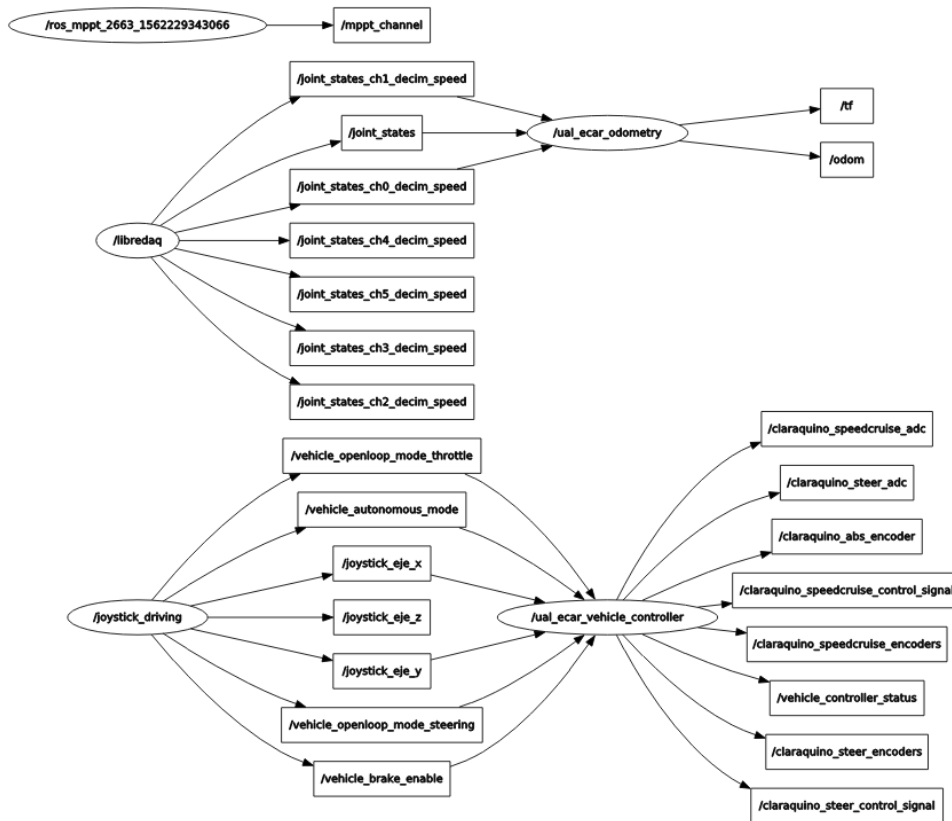 /ros_mppt_2663_1562229343066
/mppt_channel
/joint_states_ch1_decim_speed
/joint_states
/joint_states_ch0_decim_speed
/joint_states_ch4_decim_speed
/joint_states_ch5_decim_speed
/joint_states_ch3_decim_speed
/joint_states_ch2_decim_speed
/libredaq
/ual_ecar_odometry
/tf
/odom
/vehicle_openloop_mode_throttle
/vehicle_autonomous_mode
/joystick_eje_x
/joystick_eje_z
/joystick_eje_y
/vehicle_openloop_mode_steering
/vehicle_brake_enable
/joystick_driving
/ual_ecar_vehicle_controller
/claraquino_speedcruise_adc
/claraquino_steer_adc
/claraquino_abs_encoder
/claraquino_speedcruise_control_signal
/claraquino_speedcruise_encoders
/vehicle_controller_status
/claraquino_steer_encoders
/claraquino_steer_control_signal